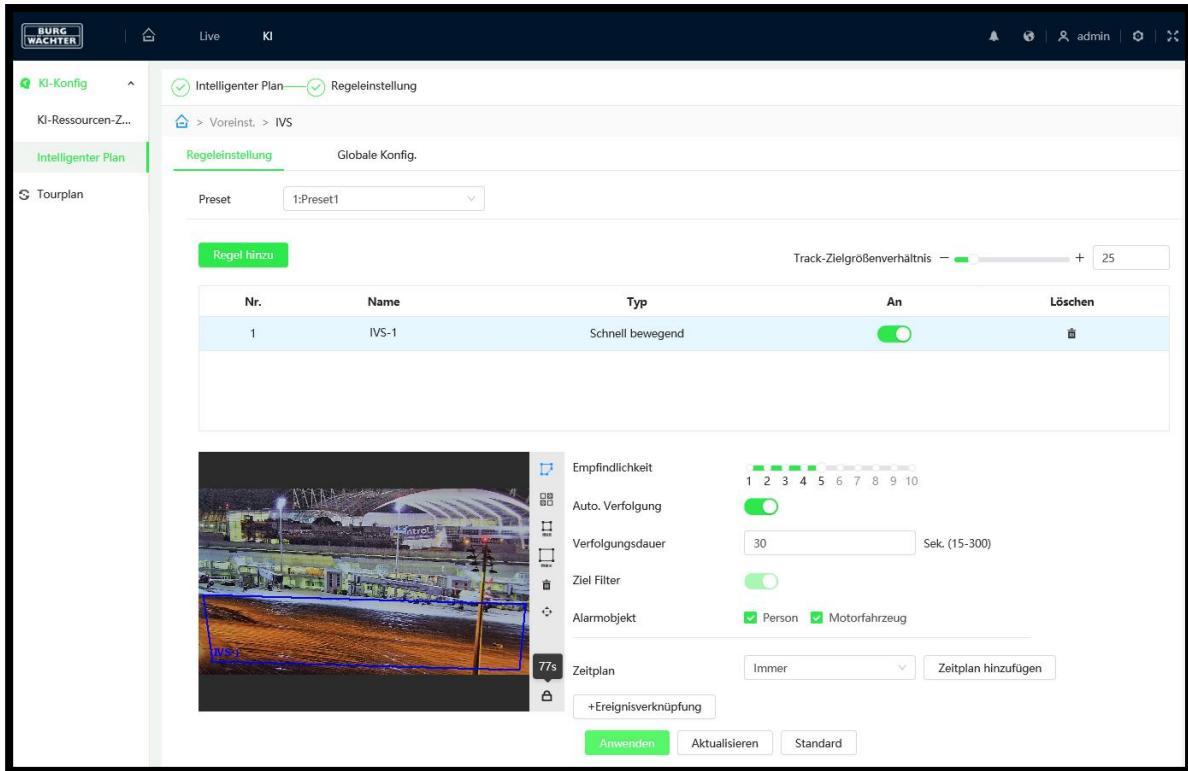 BURG
WÄCHTER
Live KI admin
KI-Konfig
KI-Ressourcen-Z...
Intelligenter Plan
Tourplan
Intelligenter Plan Regeleinstellung
> Voreinst. > IVS
Regeleinstellung Globale Konfig.
Preset 1:Preset1
Regel hinzu Track-Zielgrößenverhältnis − + 25
Nr. Name Typ An Löschen
1 IVS-1 Schnell bewegend
IVS-1
77s
Empfindlichkeit
1 2 3 4 5 6 7 8 9 10
Auto. Verfolgung
Verfolgungsdauer 30 Sek. (15-300)
Ziel Filter
Alarmobjekt Person Motorfahrzeug
Zeitplan Immer Zeitplan hinzufügen
+Ereignisverknüpfung
Anwenden Aktualisieren Standard